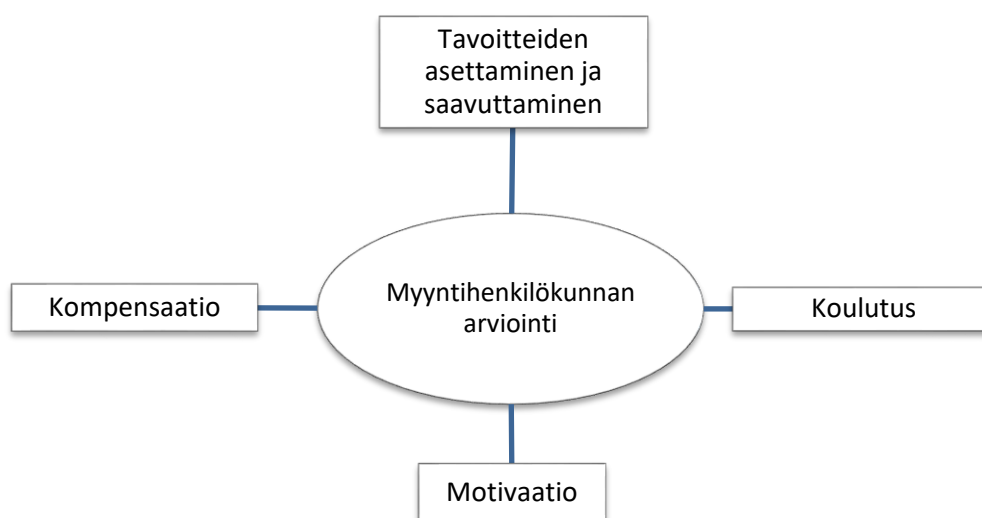 Tavoitteiden
asettaminen ja
saavuttaminen
Kompensaatio
Myyntihenkilökunnan
arviointi
Koulutus
Motivaatio